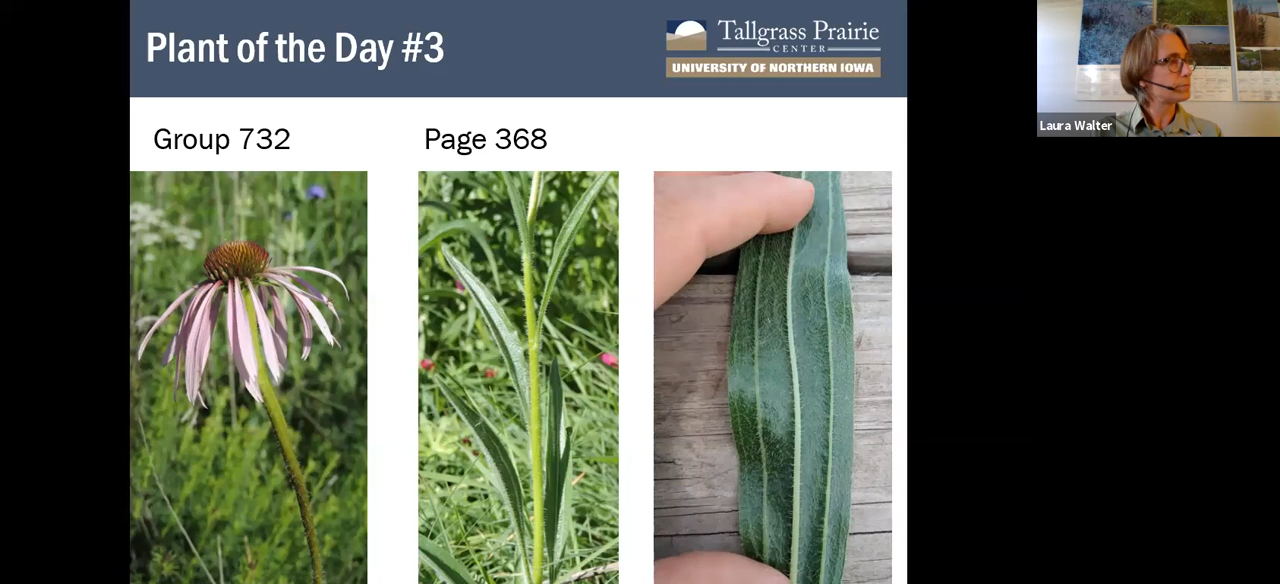 Plant of the Day #3
Tallgrass Prairie
CENTER
UNIVERSITY OF NORTHERN IOWA
Laura Walter
Group 732
Page 368